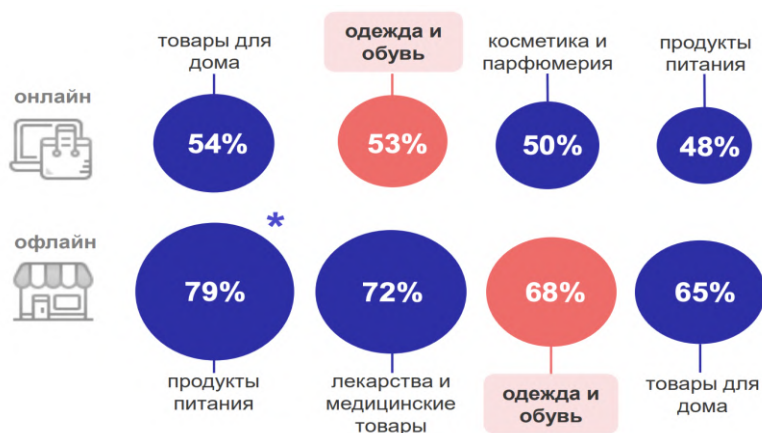 товары для
дома
одежда и
обувь
косметика и
парфюмерия
продукты
питания
онлайн
54%
53%
50%
48%
офлайн
*
79%
72%
68%
65%
продукты
питания
лекарства и
медицинские
товары
одежда и
обувь
товары для
дома